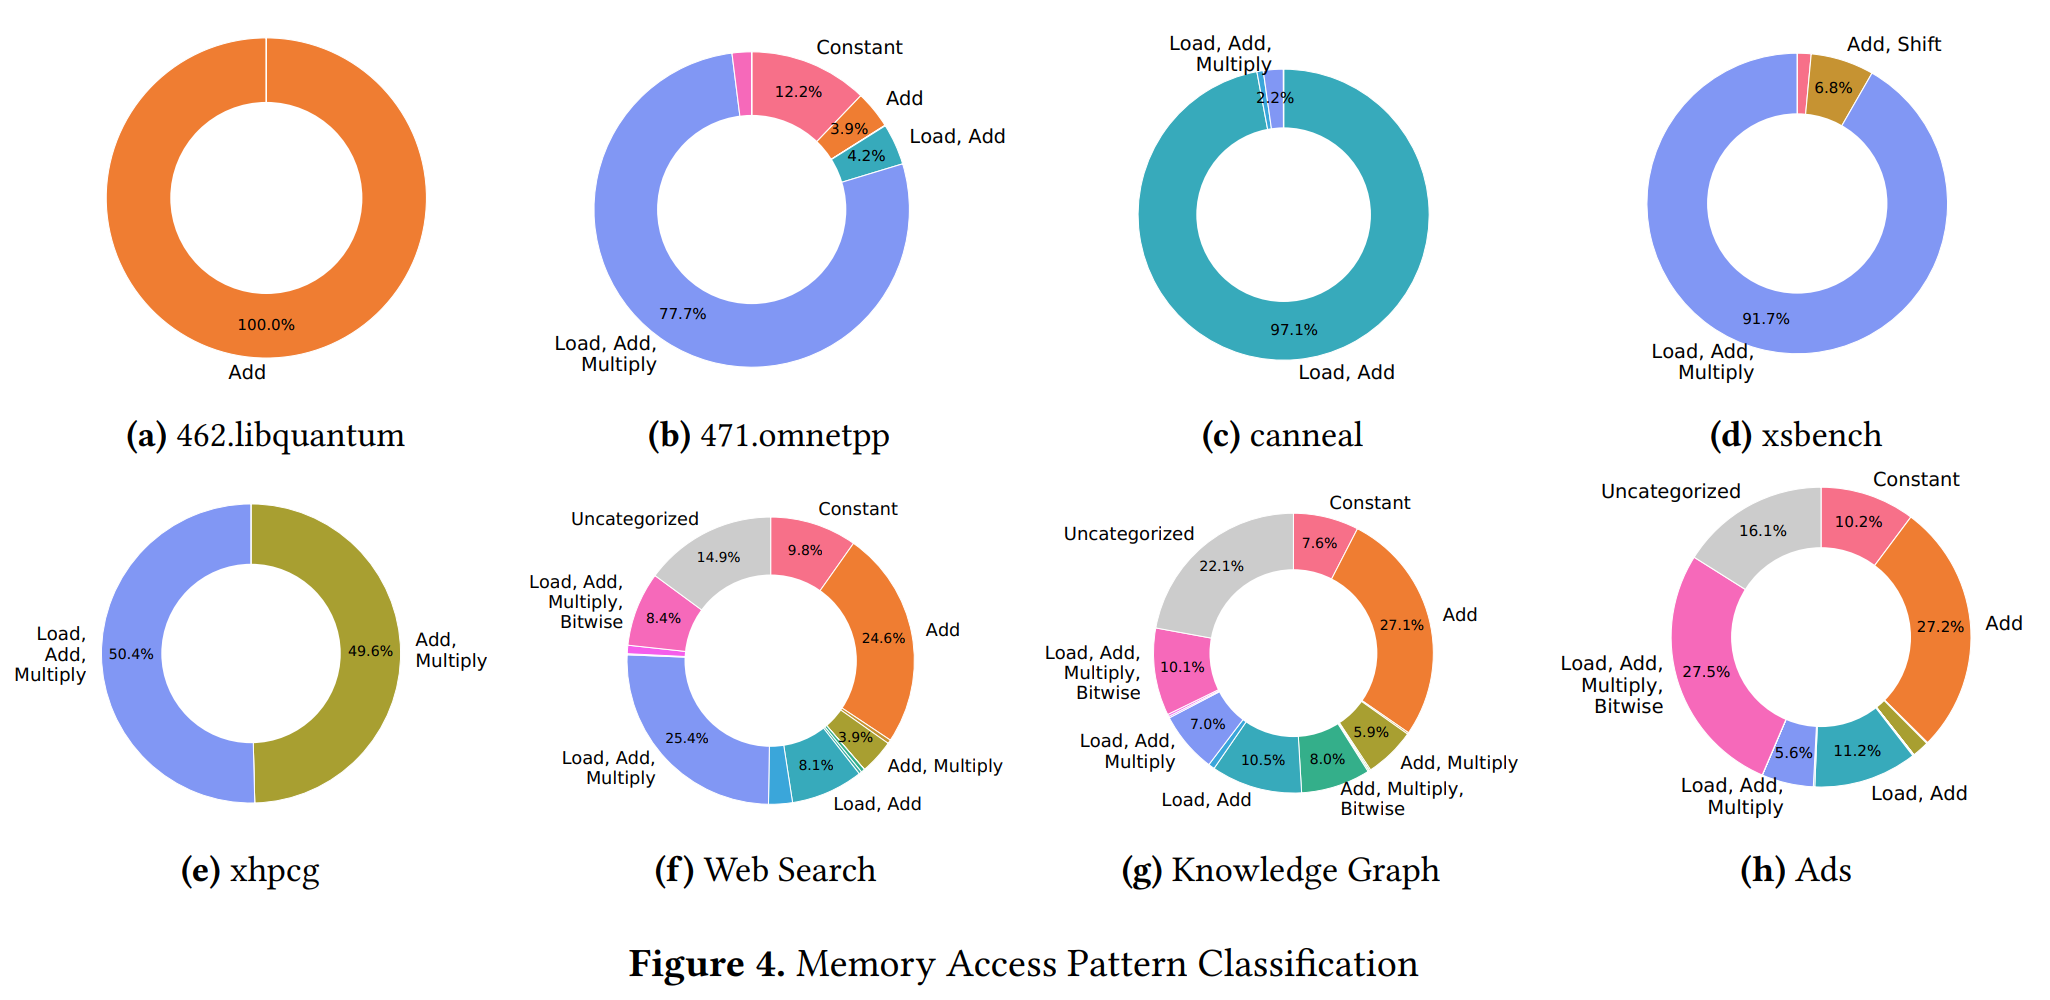 100.0%
Add
(a) 462.libquantum
Constant
12.2%
Add
3.9%
Load, Add
4.2%
77.7%
Load, Add,
Multiply
(b) 471.omnetpp
Load, Add,
Multiply
2.2%
97.1%
Load, Add
(c) canneal
Add, Shift
6.8%
91.7%
Load, Add,
Multiply
(d) xsbench
Load,
Add,
Multiply
50.4%
49.6%
Add,
Multiply
(e) xhpcg
Uncategorized
14.9%
Constant
9.8%
Load, Add,
Multiply,
Bitwise
8.4%
24.6%
Add
25.4%
Load, Add,
Multiply
3.9%
Add, Multiply
8.1%
Load, Add
(f) Web Search
Constant
7.6%
Uncategorized
22.1%
27.1%
Add
Load, Add,
Multiply,
Bitwise
10.1%
7.0%
Load, Add,
Multiply
5.9%
Add, Multiply
10.5%
Load, Add
8.0%
Add, Multiply,
Bitwise
(g) Knowledge Graph
Constant
10.2%
Uncategorized
16.1%
27.2%
Add
Load, Add,
Multiply,
Bitwise
27.5%
5.6%
Load, Add,
Multiply
11.2%
Load, Add
(h) Ads
Figure 4. Memory Access Pattern Classification